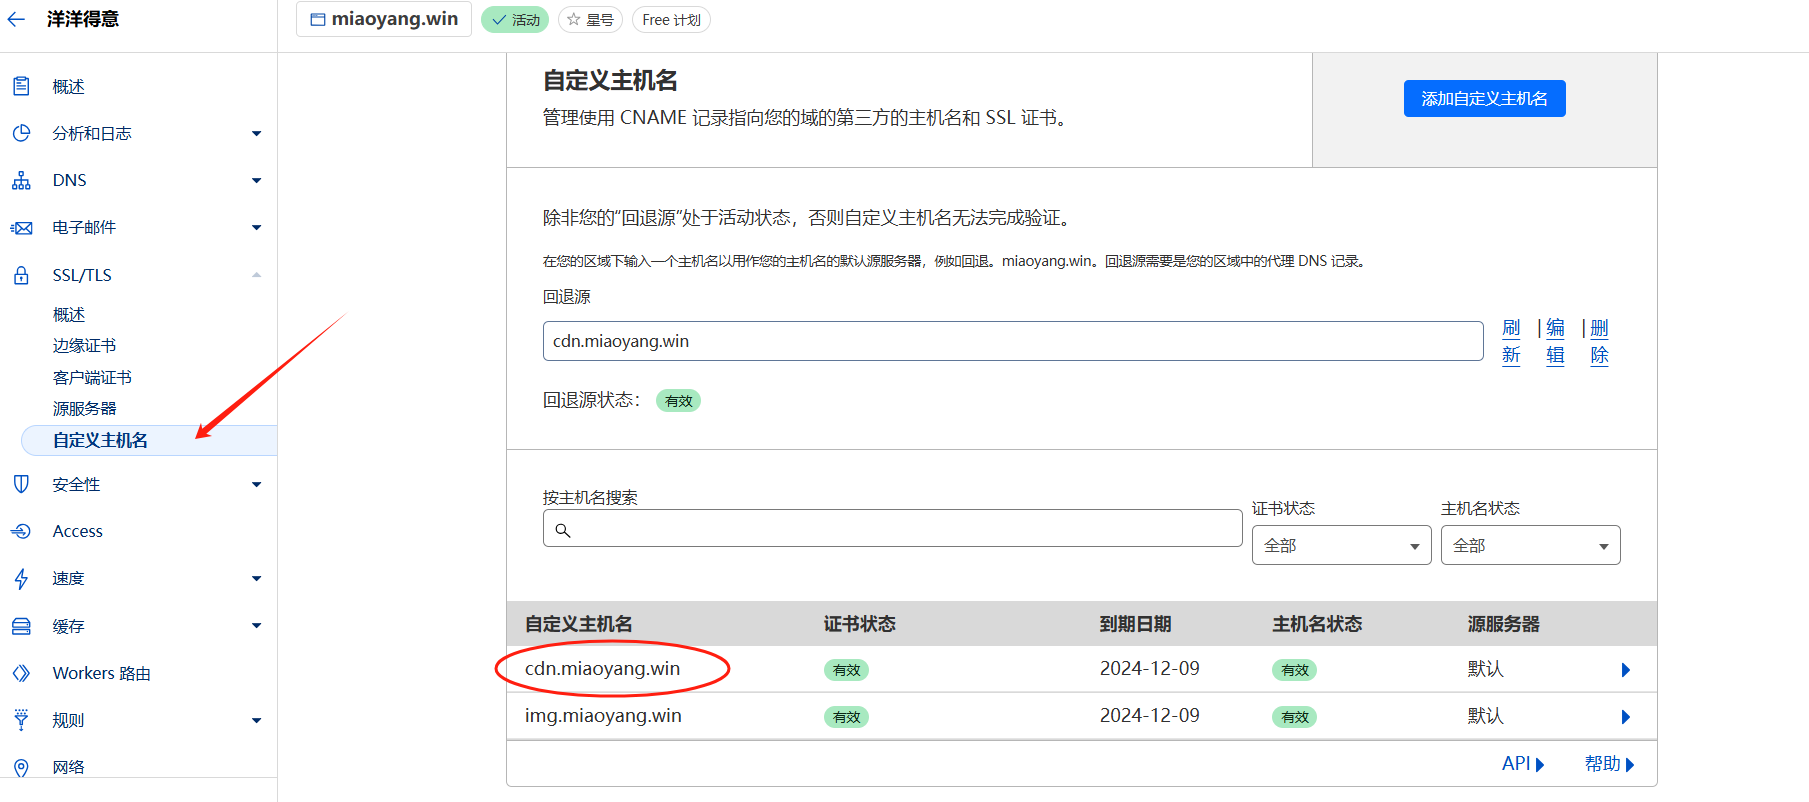 洋洋得意
miaoyang.win
活动
星号
Free 计划
概述
分析和日志
DNS
电子邮件
SSL/TLS
概述
边缘证书
客户端证书
源服务器
自定义主机名
安全性
Access
速度
缓存
Workers 路由
规则
网络
自定义主机名
管理使用 CNAME 记录指向您的域的第三方的主机名和 SSL 证书。
添加自定义主机名
除非您的“回退源”处于活动状态，否则自定义主机名无法完成验证。
在您的区域下输入一个主机名以用作您的主机名的默认源服务器，例如回退。miaoyang.win。回退源需要是您的区域中的代理 DNS 记录。
回退源
cdn.miaoyang.win
刷新 | 编辑 | 删除
回退源状态： 有效
按主机名搜索
证书状态
全部
主机名状态
全部
自定义主机名 证书状态 到期日期 主机名状态 源服务器
cdn.miaoyang.win 有效 2024-12-09 有效 默认
img.miaoyang.win 有效 2024-12-09 有效 默认
API 帮助